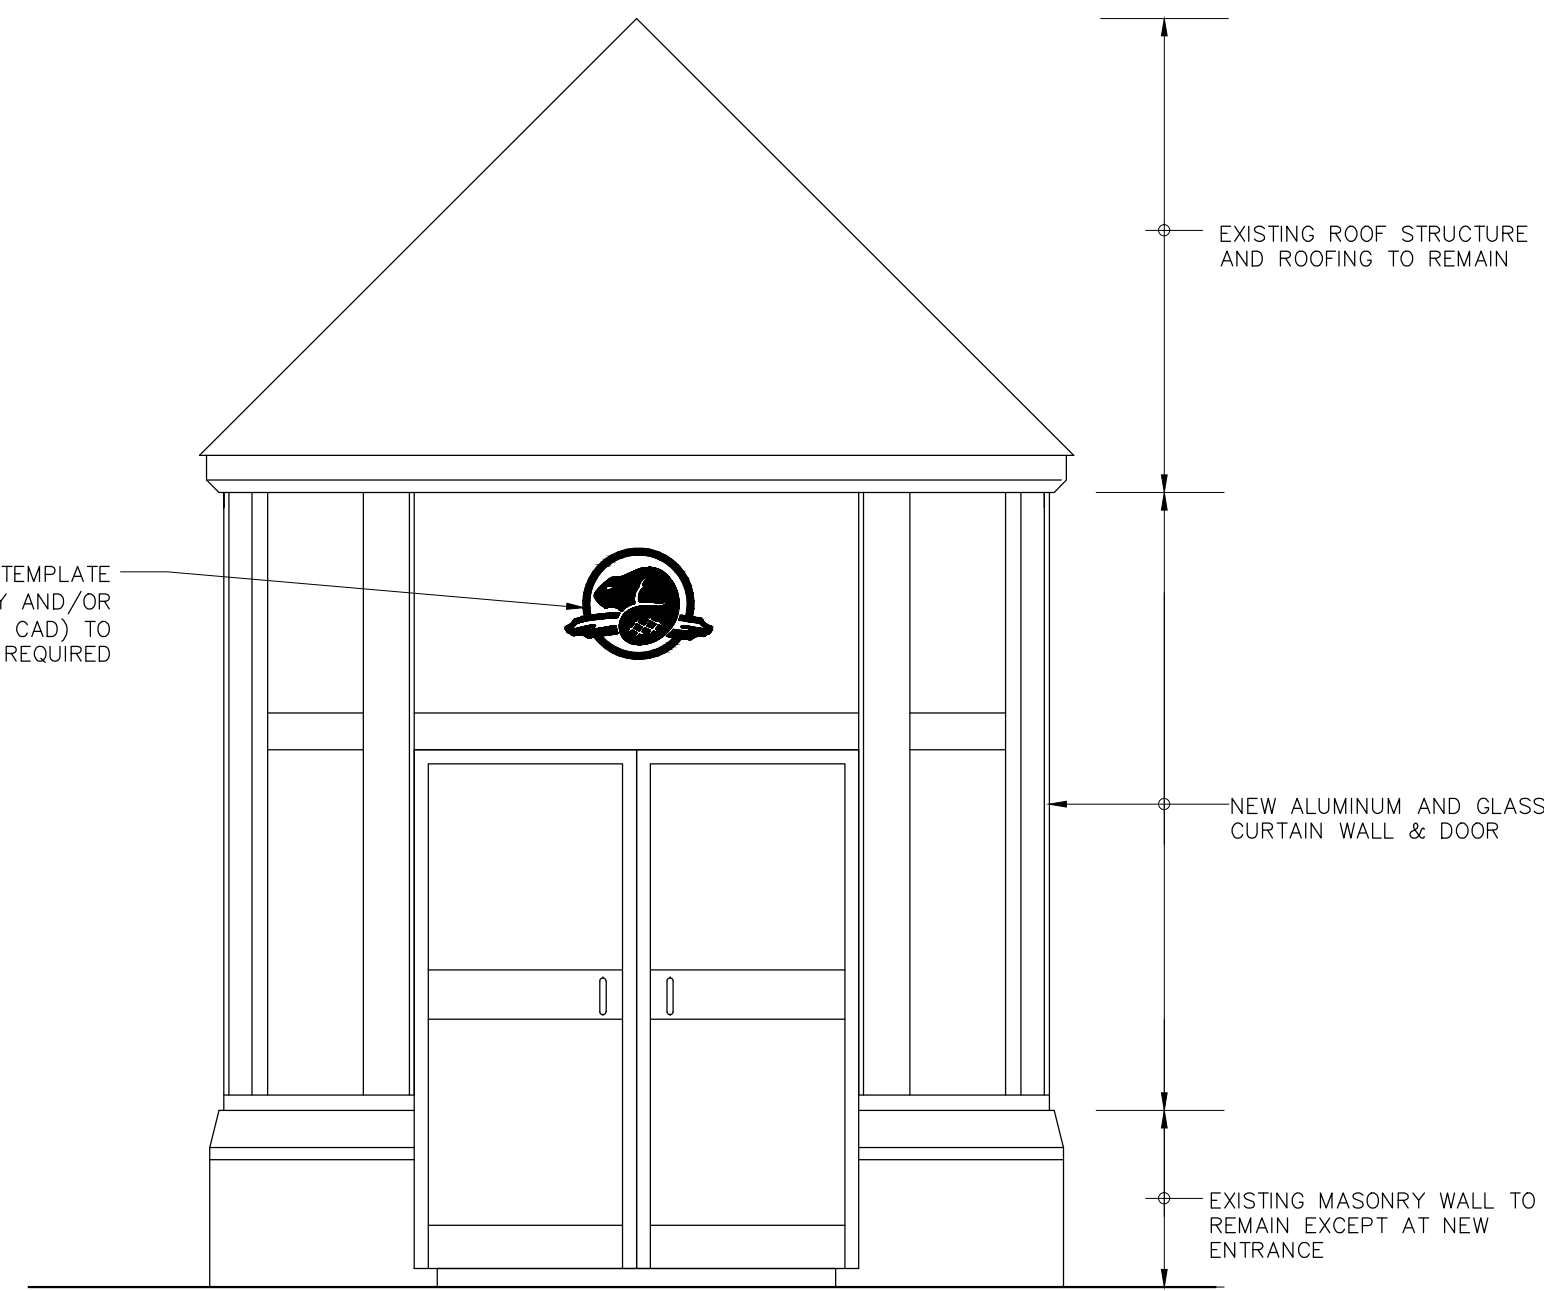 EXISTING ROOF STRUCTURE
AND ROOFING TO REMAIN
TEMPLATE
AND/OR
CAD) TO
REQUIRED
NEW ALUMINUM AND GLASS
CURTAIN WALL & DOOR
EXISTING MASONRY WALL TO
REMAIN EXCEPT AT NEW
ENTRANCE